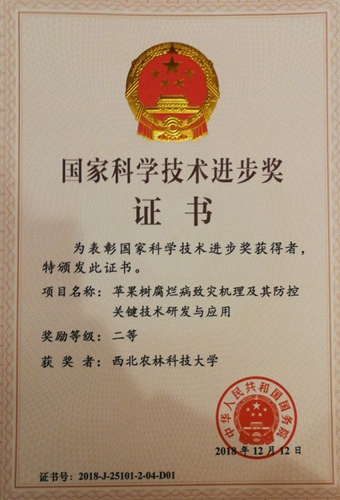 国家科学技术进步奖
证书
为表彰国家科学技术进步奖获得者，
特颁发此证书。
项目名称：苹果树腐烂病致灾机理及其防控
关键技术研发与应用
奖励等级：二等
获奖者：西北农林科技大学
中华人民共和国国务院
2018年12月12日
证书号：2018-J-25101-2-04-D01